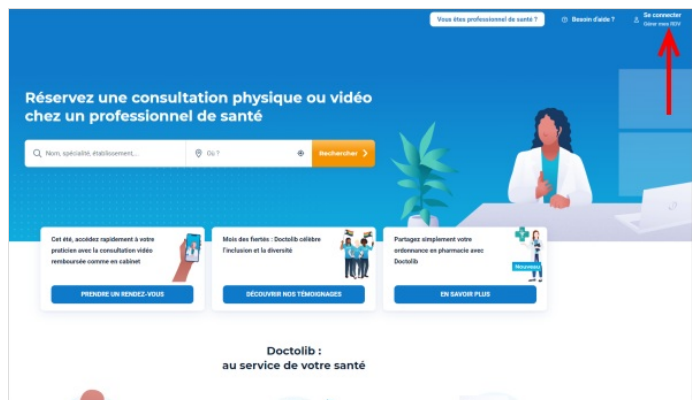 Vous êtes professionnel de santé ?
Besoin d'aide ?
Se connecter
Gérer mes RDV
Réservez une consultation physique ou vidéo
chez un professionnel de santé
Nom, spécialité, établissement,...
Où ?
Rechercher
Cet été, accédez rapidement à votre
praticien avec la consultation vidéo
remboursée comme en cabinet
PRENDRE UN RENDEZ-VOUS
Mois des fiertés : Doctolib célèbre
l'inclusion et la diversité
DÉCOUVRIR NOS TÉMOIGNAGES
Partagez simplement votre
ordonnance en pharmacie avec
Doctolib
Nouveau
EN SAVOIR PLUS
Doctolib :
au service de votre santé